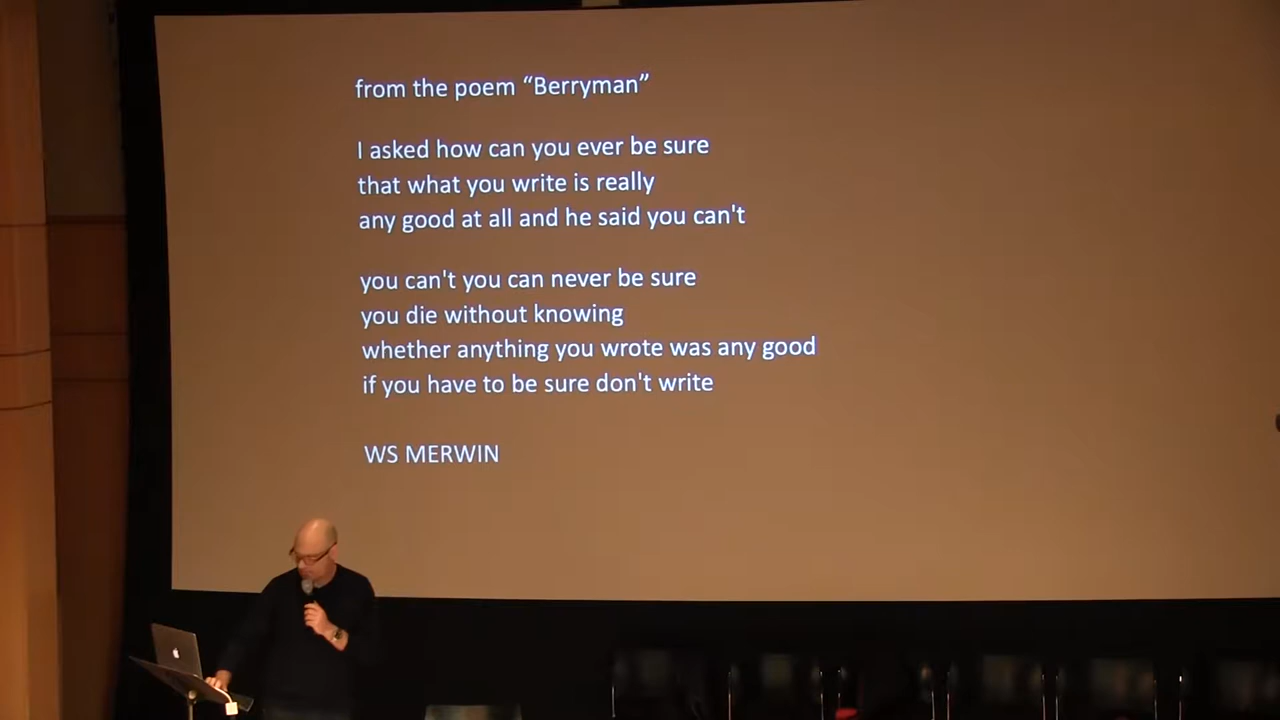 from the poem “Berryman”
I asked how can you ever be sure
that what you write is really
any good at all and he said you can't
you can't you can never be sure
you die without knowing
whether anything you wrote was any good
if you have to be sure don't write
WS MERWIN